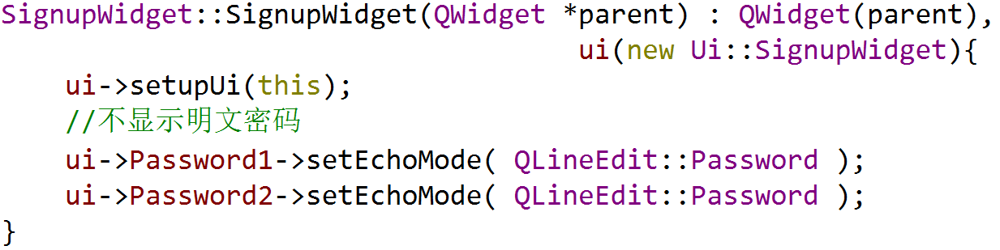 SignupWidget::SignupWidget(QWidget *parent) : QWidget(parent),
ui(new Ui::SignupWidget){
ui->setupUi(this);
//不显示明文密码
ui->Password1->setEchoMode( QLineEdit::Password );
ui->Password2->setEchoMode( QLineEdit::Password );
}